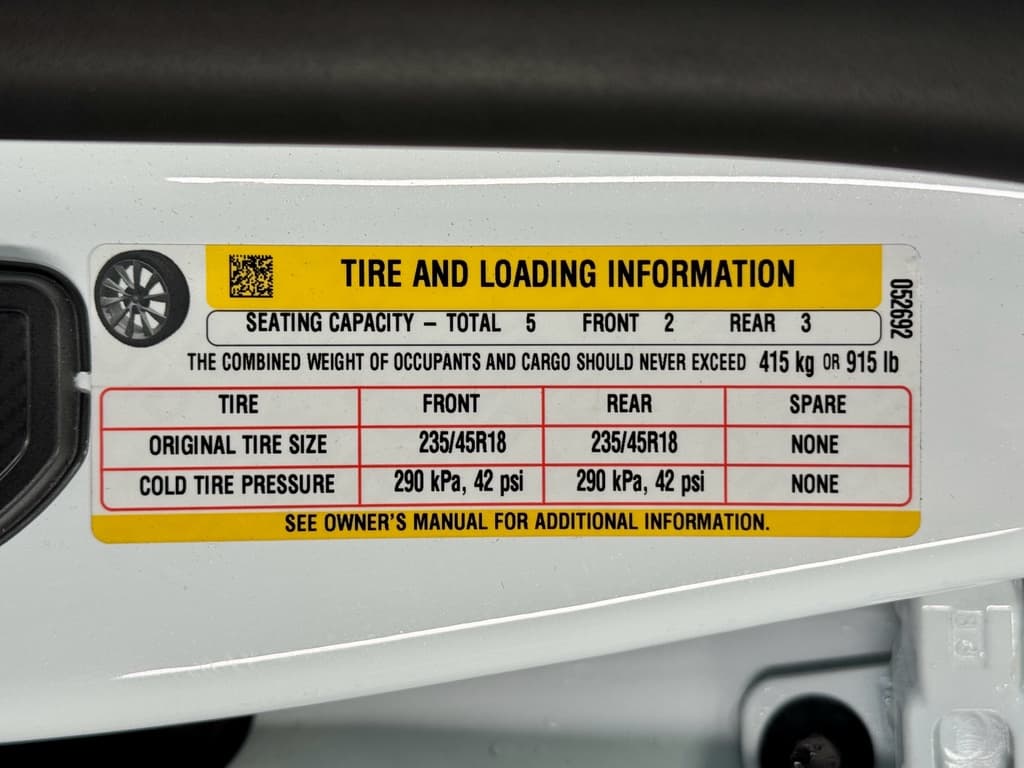 TIRE AND LOADING INFORMATION
SEATING CAPACITY – TOTAL 5 FRONT 2 REAR 3
THE COMBINED WEIGHT OF OCCUPANTS AND CARGO SHOULD NEVER EXCEED 415 kg OR 915 lb
052692
TIRE FRONT REAR SPARE
ORIGINAL TIRE SIZE 235/45R18 235/45R18 NONE
COLD TIRE PRESSURE 290 kPa, 42 psi 290 kPa, 42 psi NONE
SEE OWNER'S MANUAL FOR ADDITIONAL INFORMATION.